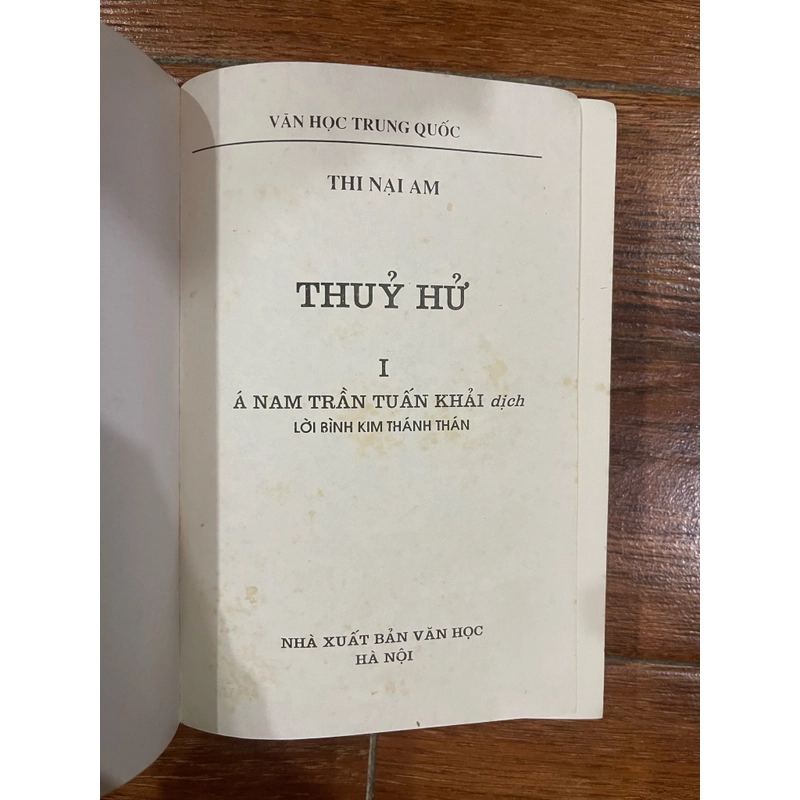 VĂN HỌC TRUNG QUỐC
THI NẠI AM
THUỶ HỬ
I
Á NAM TRẦN TUẤN KHẢI dịch
LỜI BÌNH KIM THÁNH THÁN
NHÀ XUẤT BẢN VĂN HỌC
HÀ NỘI